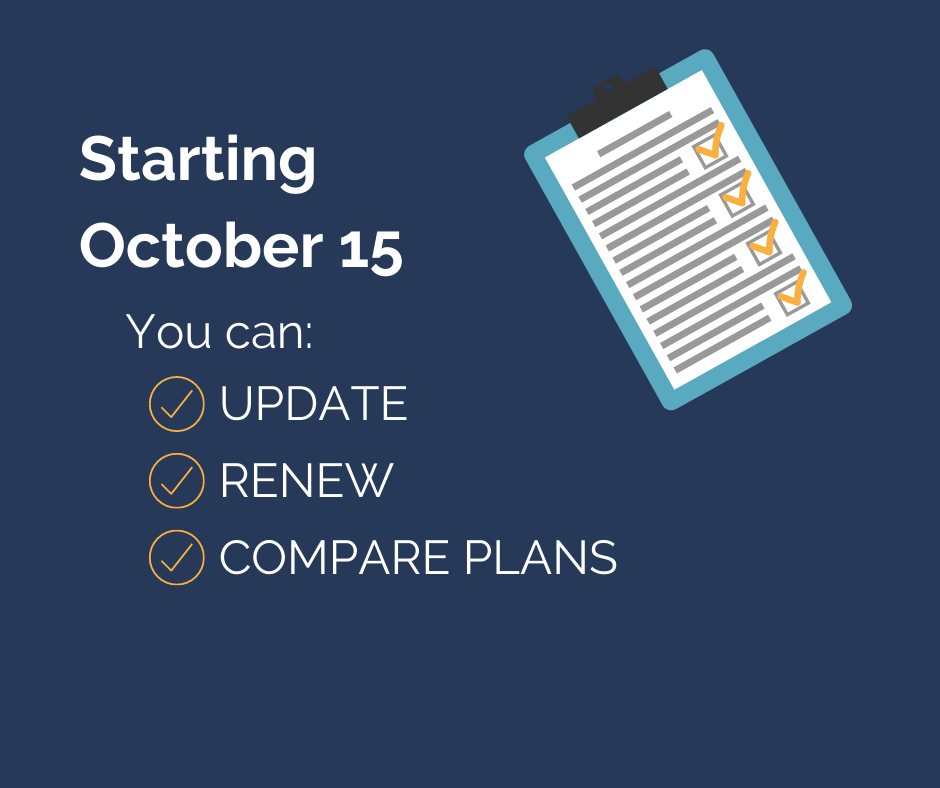 Starting
October 15
You can:
UPDATE
RENEW
COMPARE PLANS